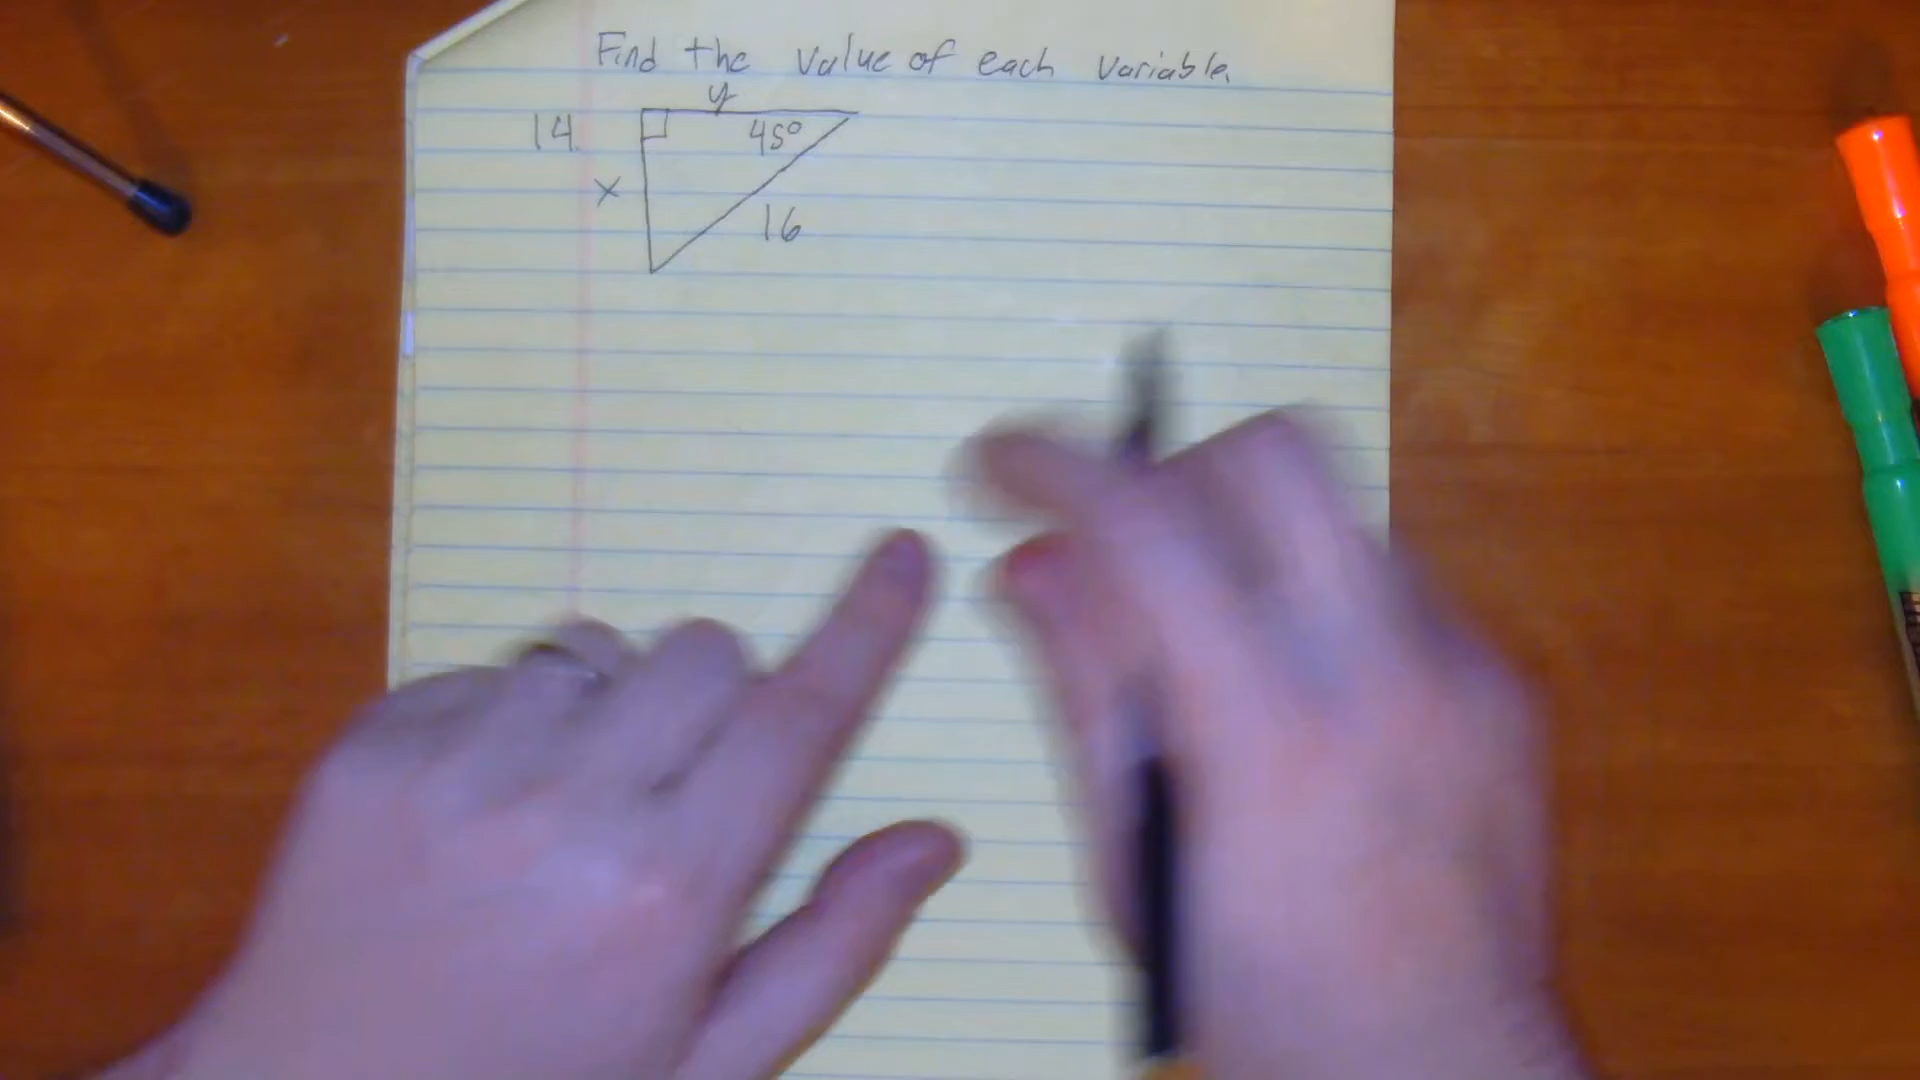 Find the value of each variable.
y
14.
45°
x
16